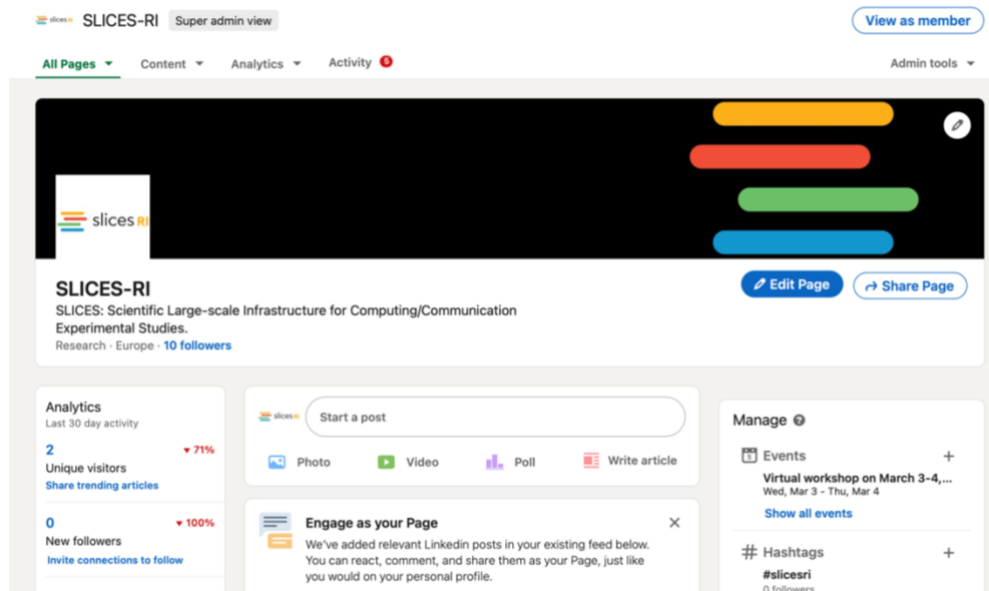 slices RI SLICES-RI Super admin view View as member
All Pages Content Analytics Activity 5 Admin tools
slices RI
SLICES-RI
Edit Page Share Page
SLICES: Scientific Large-scale Infrastructure for Computing/Communication
Experimental Studies.
Research · Europe · 10 followers
Analytics
Last 30 day activity
2 71%
Unique visitors
Share trending articles
0 100%
New followers
Invite connections to follow
slices RI Start a post
Photo Video Poll Write article
Engage as your Page
We've added relevant Linkedin posts in your existing feed below.
You can react, comment, and share them as your Page, just like
you would on your personal profile.
Manage
Events
Virtual workshop on March 3-4,...
Wed, Mar 3 - Thu, Mar 4
Show all events
# Hashtags
#slicesri
0 followers